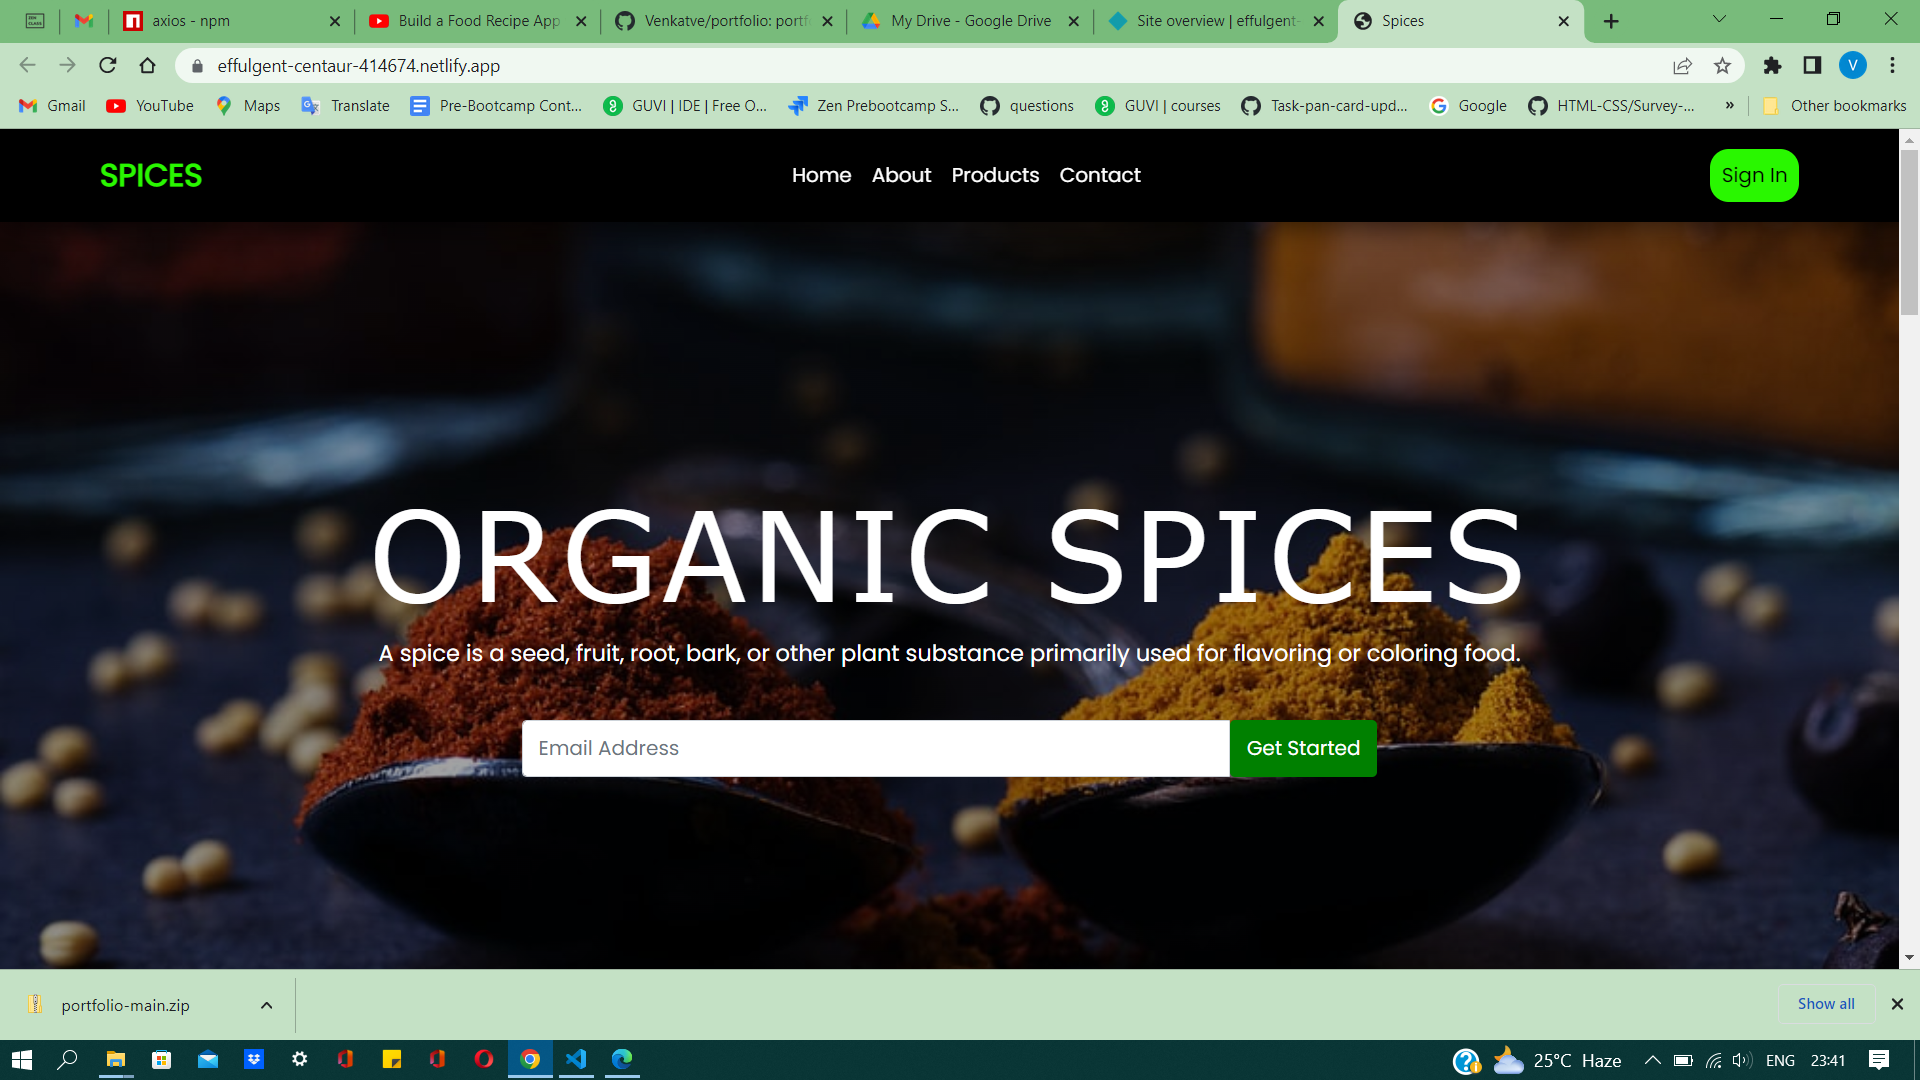 axios - npm
Build a Food Recipe App
Venkatve/portfolio: portf
My Drive - Google Drive
Site overview | effulgent-
Spices
effulgent-centaur-414674.netlify.app
V
Gmail
YouTube
Maps
Translate
Pre-Bootcamp Cont...
GUVI | IDE | Free O...
Zen Prebootcamp S...
questions
GUVI | courses
Task-pan-card-upd...
Google
HTML-CSS/Survey-...
»
Other bookmarks
SPICES
Home
About
Products
Contact
Sign In
ORGANIC SPICES
A spice is a seed, fruit, root, bark, or other plant substance primarily used for flavoring or coloring food.
Email Address
Get Started
portfolio-main.zip
Show all
25°C Haze
ENG
23:41